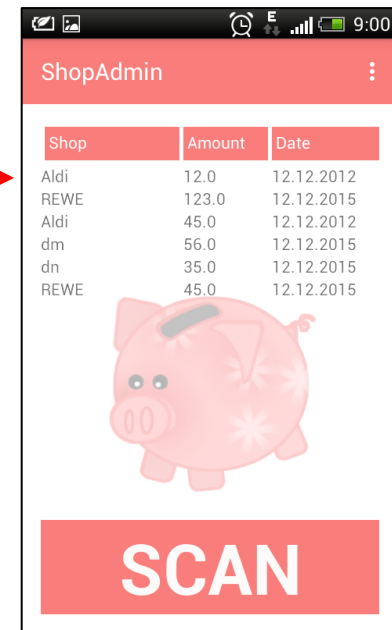 E 9:00
ShopAdmin
Shop Amount Date
Aldi 12.0 12.12.2012
REWE 123.0 12.12.2015
Aldi 45.0 12.12.2012
dm 56.0 12.12.2015
dn 35.0 12.12.2015
REWE 45.0 12.12.2015
SCAN